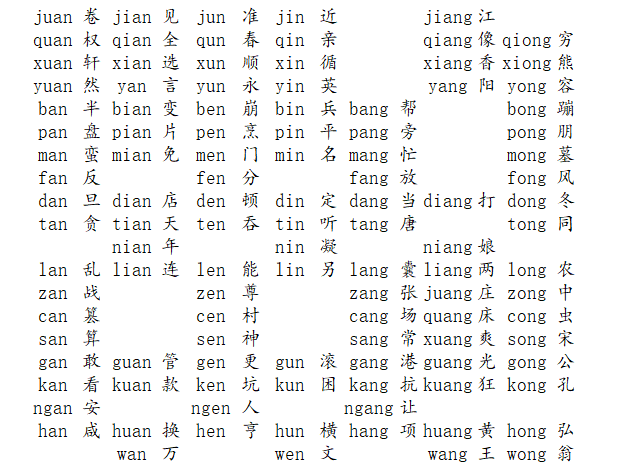 juan 卷 jian 见 jun 准 jin 近 jiang 江
quan 权 qian 全 qun 春 qin 亲 qiang 像 qiong 穷
xuan 轩 xian 选 xun 顺 xin 循 xiang 香 xiong 熊
yuan 然 yan 言 yun 永 yin 英 yang 阳 yong 容
ban 半 bian 变 ben 崩 bin 兵 bang 帮 bong 蹦
pan 盘 pian 片 pen 烹 pin 平 pang 旁 pong 朋
man 蛮 mian 免 men 门 min 名 mang 忙 mong 墓
fan 反 fen 分 fang 放 fong 风
dan 旦 dian 店 den 顿 din 定 dang 当 diang 打 dong 冬
tan 贪 tian 天 ten 吞 tin 听 tang 唐 tong 同
nian 年 nin 凝 niang 娘
lan 乱 lian 连 len 能 lin 另 lang 囊 liang 两 long 农
zan 战 zen 尊 zang 张 juang 庄 zong 中
can 篡 cen 村 cang 场 quang 床 cong 虫
san 算 sen 神 sang 常 xuang 爽 song 宋
gan 敢 guan 管 gen 更 gun 滚 gang 港 guang 光 gong 公
kan 看 kuan 款 ken 坑 kun 困 kang 抗 kuang 狂 kong 孔
ngan 安 ngen 人 ngang 让
han 咸 huan 换 hen 亨 hun 横 hang 项 huang 黄 hong 弘
wan 万 wen 文 wang 王 wong 翁